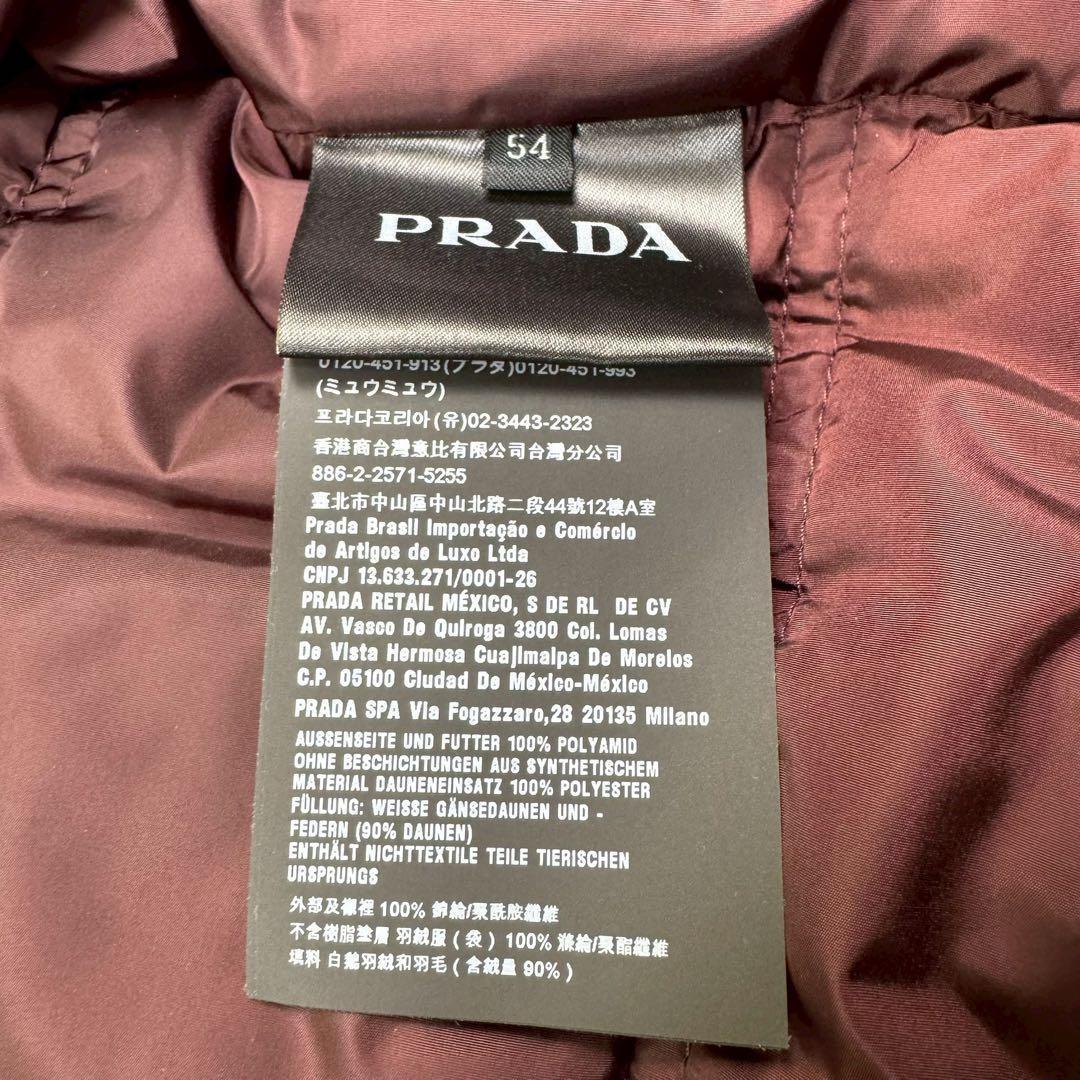 54
PRADA
0120-451-913(プラダ)0120-451-993
(ミュウミュウ)
프라다코리아(유)02-3443-2323
香港商台灣意比有限公司台灣分公司
886-2-2571-5255
臺北市中山區中山北路二段44號12樓A室
Prada Brasil Importação e Comércio
de Artigos de Luxo Ltda
CNPJ 13.633.271/0001-26
PRADA RETAIL MÉXICO, S DE RL DE CV
AV. Vasco De Quiroga 3800 Col. Lomas
De Vista Hermosa Cuajimalpa De Morelos
C.P. 05100 Ciudad De México-México
PRADA SPA Via Fogazzaro,28 20135 Milano
AUSSENSEITE UND FUTTER 100% POLYAMID
OHNE BESCHICHTUNGEN AUS SYNTHETISCHEM
MATERIAL DAUNENEINSATZ 100% POLYESTER
FÜLLUNG: WEISSE GÄNSEDAUNEN UND -
FEDERN (90% DAUNEN)
ENTHÄLT NICHTTEXTILE TEILE TIERISCHEN
URSPRUNGS
外部及襯裡 100% 錦綸/聚酰胺纖維
不含樹脂塗層 羽絨服（袋）100% 滌綸/聚酯纖維
填料 白鵝羽絨和羽毛（含絨量 90%）